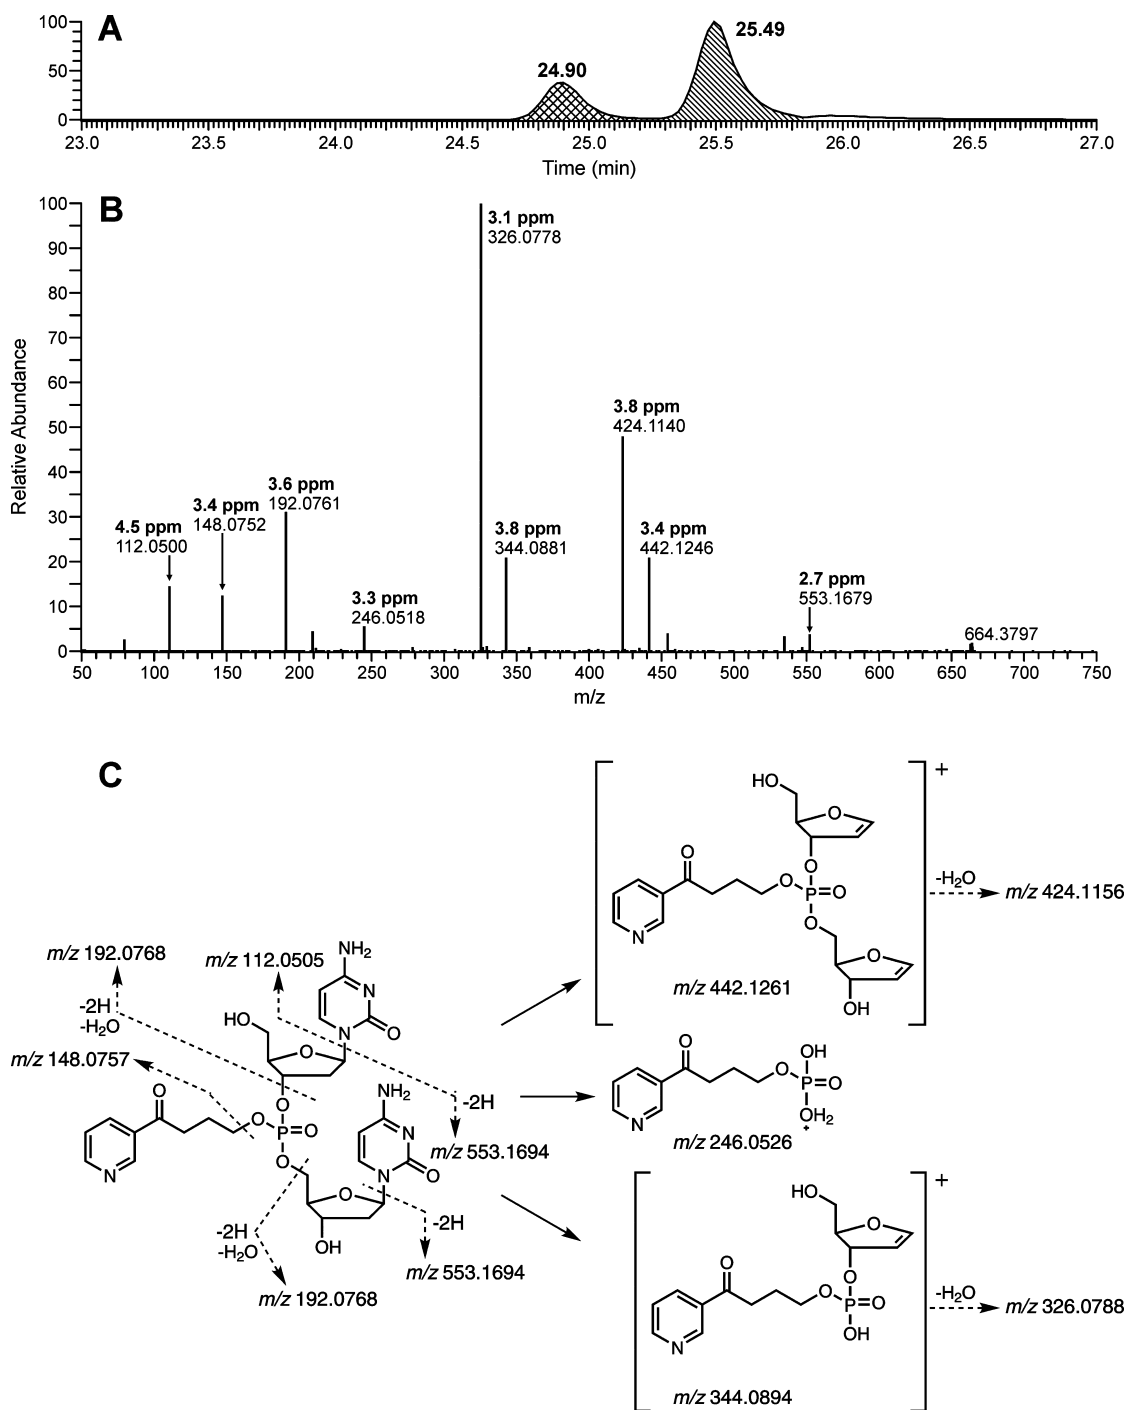 A
100
50
0
24.90
25.49
23.0 23.5 24.0 24.5 25.0 25.5 26.0 26.5 27.0
Time (min)
B
Relative Abundance
100
90
80
70
60
50
40
30
20
10
0
3.1 ppm
326.0778
3.8 ppm
424.1140
3.6 ppm
192.0761
3.4 ppm
148.0752
4.5 ppm
112.0500
3.8 ppm
344.0881
3.4 ppm
442.1246
3.3 ppm
246.0518
2.7 ppm
553.1679
664.3797
50 100 150 200 250 300 350 400 450 500 550 600 650 700 750
m/z
C
HO
O
O
O
O
P=O
O
O
N
OH
+
-H₂O
m/z 424.1156
m/z 442.1261
m/z 192.0768
-2H
-H₂O
m/z 112.0505
NH₂
N
N
O
HO
O
m/z 148.0757
O
O
O
P=O
O
N
NH₂
N
N
O
O
OH
-2H
m/z 553.1694
-2H
m/z 553.1694
-2H
-H₂O
m/z 192.0768
O
O
OH
P=O
OH₂
+
N
m/z 246.0526
HO
O
O
O
O
P=O
OH
N
+
-H₂O
m/z 326.0788
m/z 344.0894